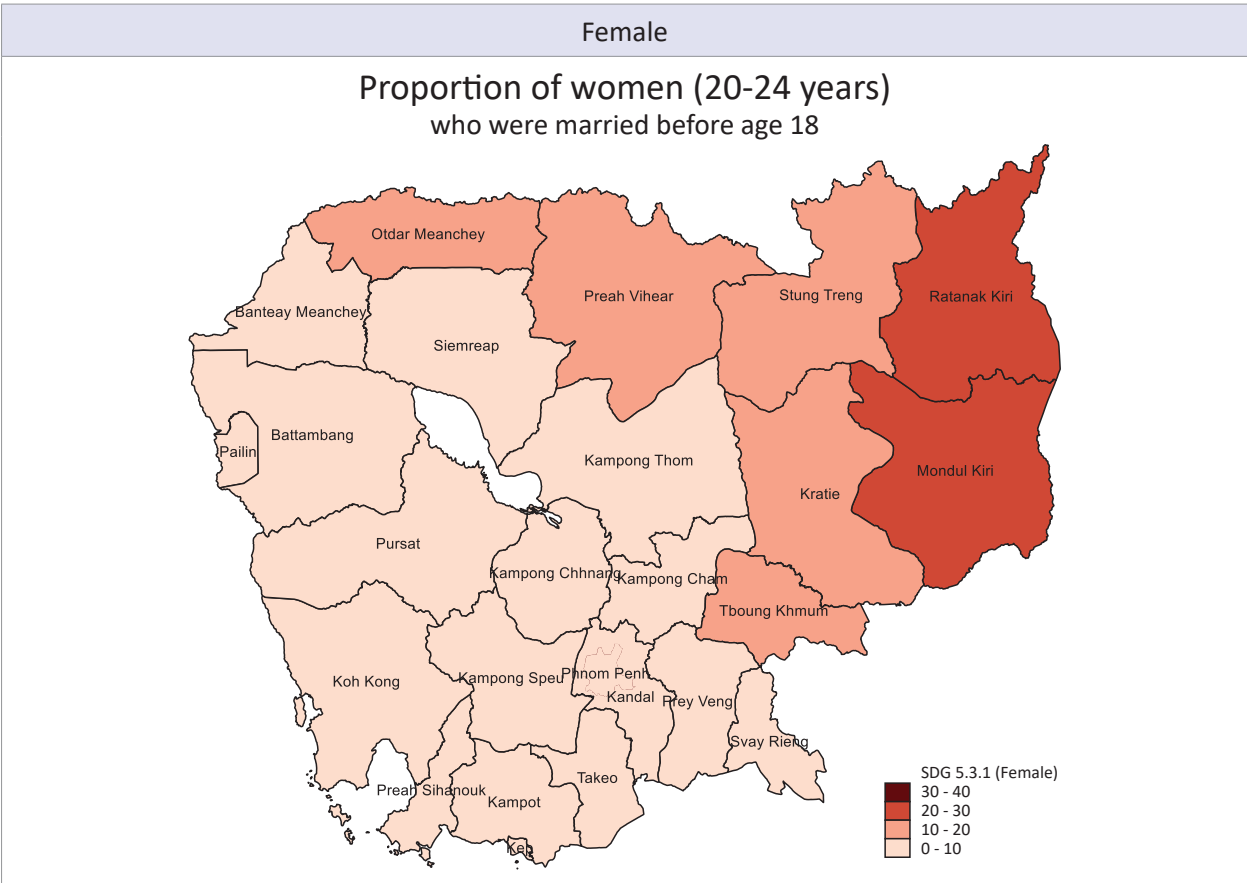 Female
Proportion of women (20-24 years)
who were married before age 18
Otdar Meanchey
Preah Vihear
Stung Treng
Ratanak Kiri
Banteay Meanchey
Siemreap
Battambang
Pailin
Kampong Thom
Mondul Kiri
Kratie
Pursat
Kampong Chhnang
Kampong Cham
Tboung Khmum
Koh Kong
Kampong Speu
Phnom Penh
Kandal
Prey Veng
Svay Rieng
Takeo
Preah Sihanouk
Kampot
Kep
SDG 5.3.1 (Female)
30 - 40
20 - 30
10 - 20
0 - 10